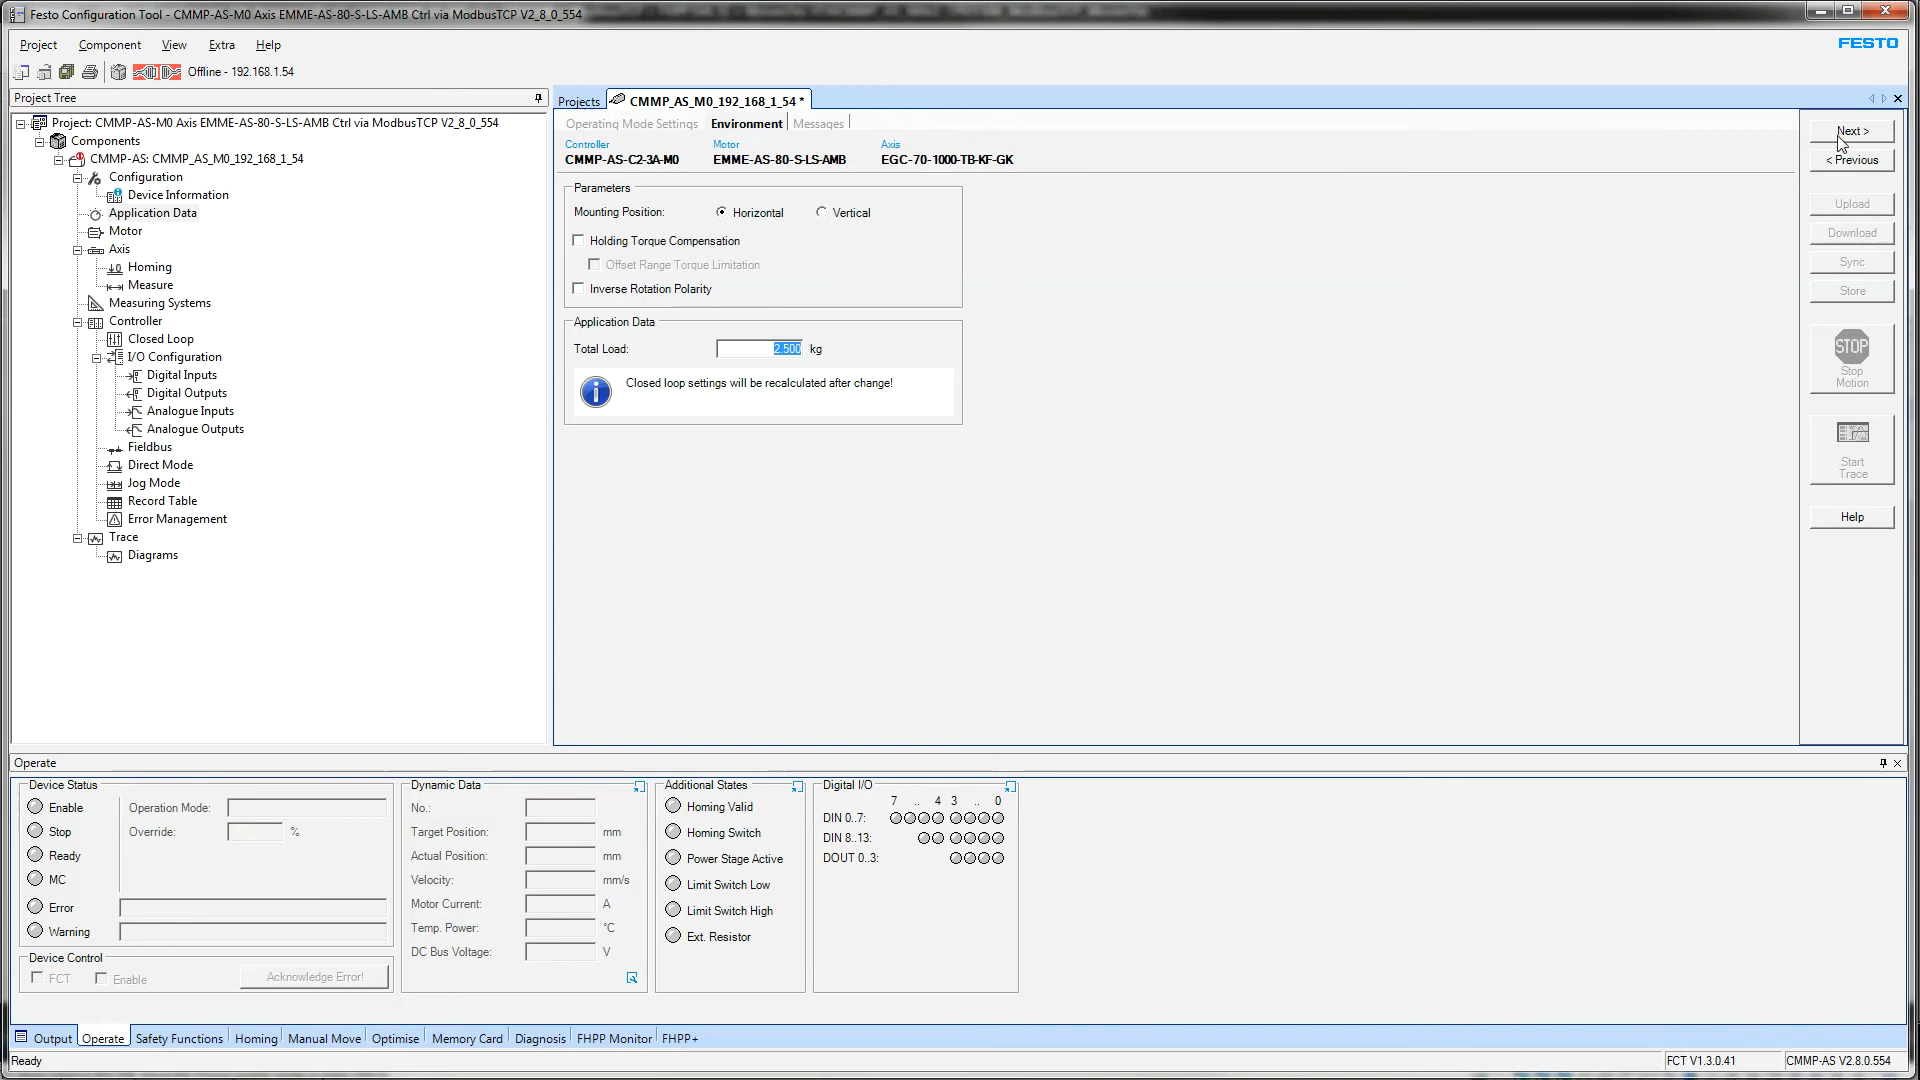 Festo Configuration Tool - CMMP-AS-M0 Axis EMME-AS-80-S-LS-AMB Ctrl via ModbusTCP V2_8_0_554
Project Component View Extra Help
FESTO
Offline - 192.168.1.54
Project Tree
Project: CMMP-AS-M0 Axis EMME-AS-80-S-LS-AMB Ctrl via ModbusTCP V2_8_0_554
Components
CMMP-AS: CMMP_AS_M0_192_168_1_54
Configuration
Device Information
Application Data
Motor
Axis
Homing
Measure
Measuring Systems
Controller
Closed Loop
I/O Configuration
Digital Inputs
Digital Outputs
Analogue Inputs
Analogue Outputs
Fieldbus
Direct Mode
Jog Mode
Record Table
Error Management
Trace
Diagrams
Projects CMMP_AS_M0_192_168_1_54 *
Operating Mode Settings Environment Messages
Controller Motor Axis
CMMP-AS-C2-3A-M0 EMME-AS-80-S-LS-AMB EGC-70-1000-TB-KF-GK
Parameters
Mounting Position: Horizontal Vertical
Holding Torque Compensation
Offset Range Torque Limitation
Inverse Rotation Polarity
Application Data
Total Load: 2.500 kg
Closed loop settings will be recalculated after change!
Next >
< Previous
Upload
Download
Sync
Store
STOP
Stop
Motion
Start
Trace
Help
Operate
Device Status
Enable
Stop
Ready
MC
Error
Warning
Operation Mode:
Override: %
Device Control
FCT Enable Acknowledge Error!
Dynamic Data
No.:
Target Position: mm
Actual Position: mm
Velocity: mm/s
Motor Current: A
Temp. Power: °C
DC Bus Voltage: V
Additional States
Homing Valid
Homing Switch
Power Stage Active
Limit Switch Low
Limit Switch High
Ext. Resistor
Digital I/O
7 .. 4 3 .. 0
DIN 0..7:
DIN 8..13:
DOUT 0..3:
Output Operate Safety Functions Homing Manual Move Optimise Memory Card Diagnosis FHPP Monitor FHPP+
Ready FCT V1.3.0.41 CMMP-AS V2.8.0.554